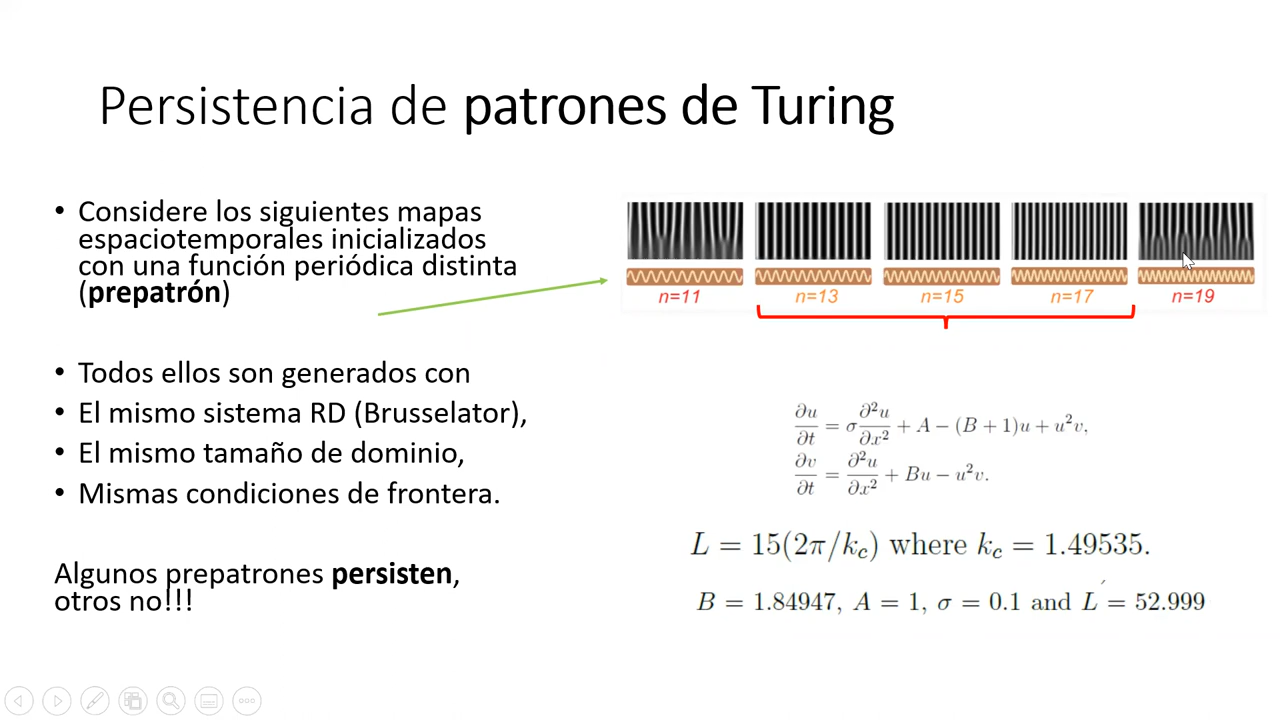 Persistencia de patrones de Turing
• Considere los siguientes mapas
espaciotemporales inicializados
con una función periódica distinta
(prepatrón)
n=11 n=13 n=15 n=17 n=19
• Todos ellos son generados con
• El mismo sistema RD (Brusselator),
• El mismo tamaño de dominio,
• Mismas condiciones de frontera.
Algunos prepatrones persisten,
otros no!!!
∂u/∂t = σ ∂²u/∂x² + A − (B + 1)u + u²v,
∂v/∂t = ∂²u/∂x² + Bu − u²v.
L = 15(2π/k_c) where k_c = 1.49535.
B = 1.84947, A = 1, σ = 0.1 and L′ = 52.999